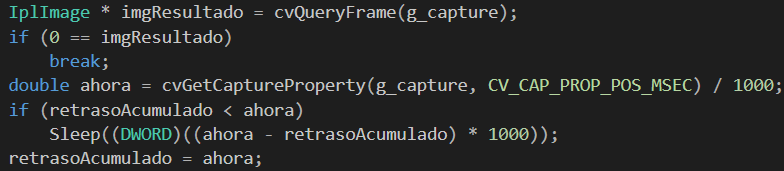 IplImage * imgResultado = cvQueryFrame(g_capture);
if (0 == imgResultado)
    break;
double ahora = cvGetCaptureProperty(g_capture, CV_CAP_PROP_POS_MSEC) / 1000;
if (retrasoAcumulado < ahora)
    Sleep((DWORD)((ahora - retrasoAcumulado) * 1000));
retrasoAcumulado = ahora;